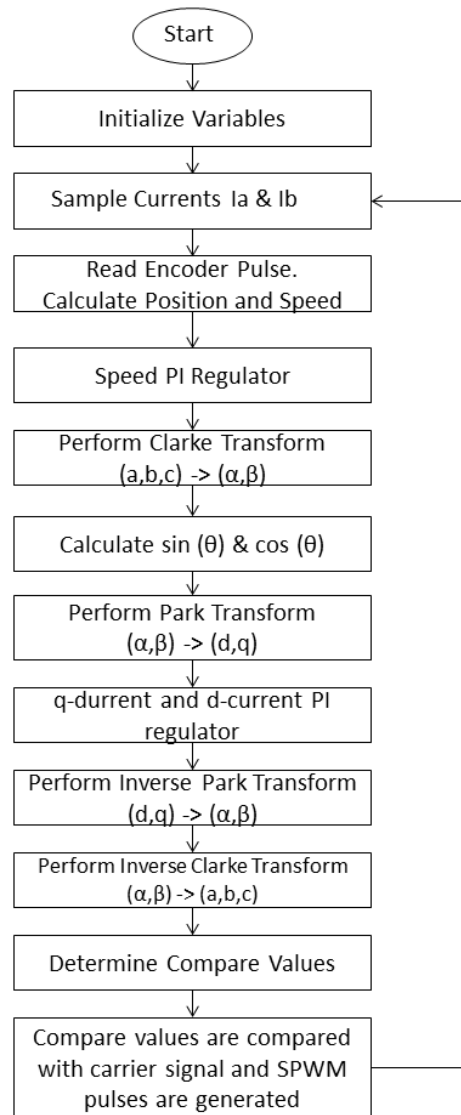 Start
Initialize Variables
Sample Currents Ia & Ib
Read Encoder Pulse.
Calculate Position and Speed
Speed PI Regulator
Perform Clarke Transform
(a,b,c) -> (α,β)
Calculate sin (θ) & cos (θ)
Perform Park Transform
(α,β) -> (d,q)
q-durrent and d-current PI
regulator
Perform Inverse Park Transform
(d,q) -> (α,β)
Perform Inverse Clarke Transform
(α,β) -> (a,b,c)
Determine Compare Values
Compare values are compared
with carrier signal and SPWM
pulses are generated